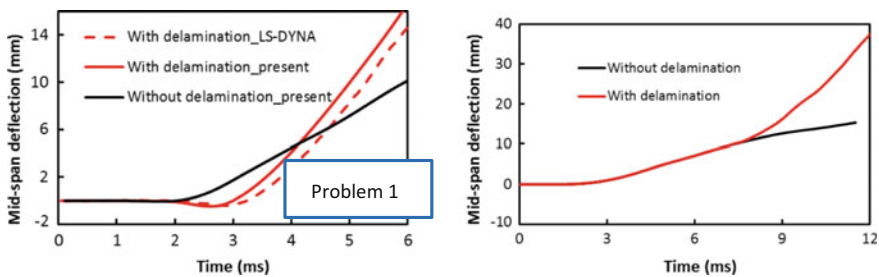 Mid-span deflection (mm)
14
10
6
2
-2
With delamination_LS-DYNA
With delamination_present
Without delamination_present
Problem 1
0
1
2
3
4
5
6
Time (ms)
Mid-span deflection (mm)
40
30
20
10
0
-10
Without delamination
With delamination
0
3
6
9
12
Time (ms)